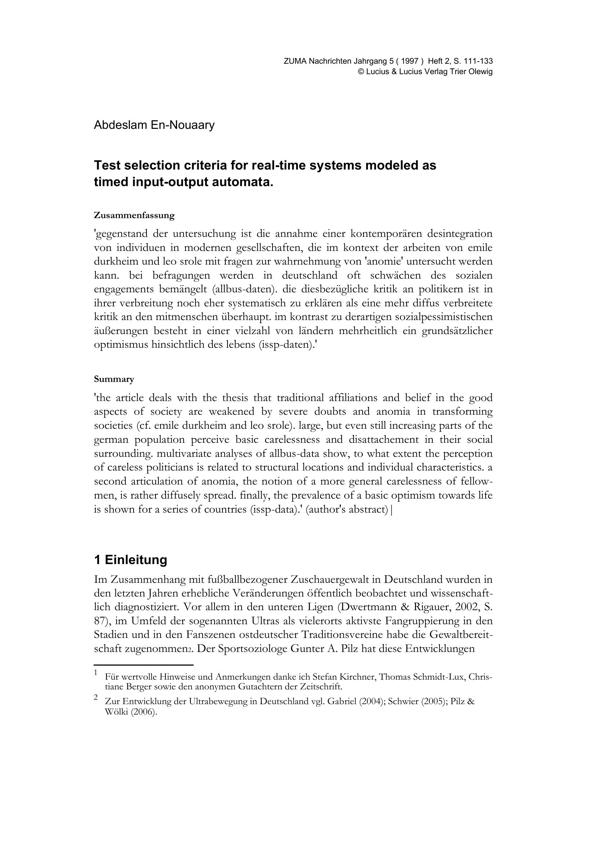 ZUMA Nachrichten Jahrgang 5 ( 1997 ) Heft 2, S. 111-133
© Lucius & Lucius Verlag Trier Olewig
Abdeslam En-Nouaary
Test selection criteria for real-time systems modeled as
timed input-output automata.
Zusammenfassung
'gegenstand der untersuchung ist die annahme einer kontemporären desintegration
von individuen in modernen gesellschaften, die im kontext der arbeiten von emile
durkheim und leo srole mit fragen zur wahrnehmung von 'anomie' untersucht werden
kann. bei befragungen werden in deutschland oft schwächen des sozialen
engagements bemängelt (allbus-daten). die diesbezügliche kritik an politikern ist in
ihrer verbreitung noch eher systematisch zu erklären als eine mehr diffus verbreitete
kritik an den mitmenschen überhaupt. im kontrast zu derartigen sozialpessimistischen
äußerungen besteht in einer vielzahl von ländern mehrheitlich ein grundsätzlicher
optimismus hinsichtlich des lebens (issp-daten).'
Summary
'the article deals with the thesis that traditional affiliations and belief in the good
aspects of society are weakened by severe doubts and anomia in transforming
societies (cf. emile durkheim and leo srole). large, but even still increasing parts of the
german population perceive basic carelessness and disattachement in their social
surrounding. multivariate analyses of allbus-data show, to what extent the perception
of careless politicians is related to structural locations and individual characteristics. a
second articulation of anomia, the notion of a more general carelessness of fellow-
men, is rather diffusely spread. finally, the prevalence of a basic optimism towards life
is shown for a series of countries (issp-data).' (author's abstract)|
1 Einleitung
Im Zusammenhang mit fußballbezogener Zuschauergewalt in Deutschland wurden in
den letzten Jahren erhebliche Veränderungen öffentlich beobachtet und wissenschaft-
lich diagnostiziert. Vor allem in den unteren Ligen (Dwertmann & Rigauer, 2002, S.
87), im Umfeld der sogenannten Ultras als vielerorts aktivste Fangruppierung in den
Stadien und in den Fanszenen ostdeutscher Traditionsvereine habe die Gewaltbereit-
schaft zugenommen2. Der Sportsoziologe Gunter A. Pilz hat diese Entwicklungen
1 Für wertvolle Hinweise und Anmerkungen danke ich Stefan Kirchner, Thomas Schmidt-Lux, Chris-
tiane Berger sowie den anonymen Gutachtern der Zeitschrift.
2 Zur Entwicklung der Ultrabewegung in Deutschland vgl. Gabriel (2004); Schwier (2005); Pilz &
Wölki (2006).